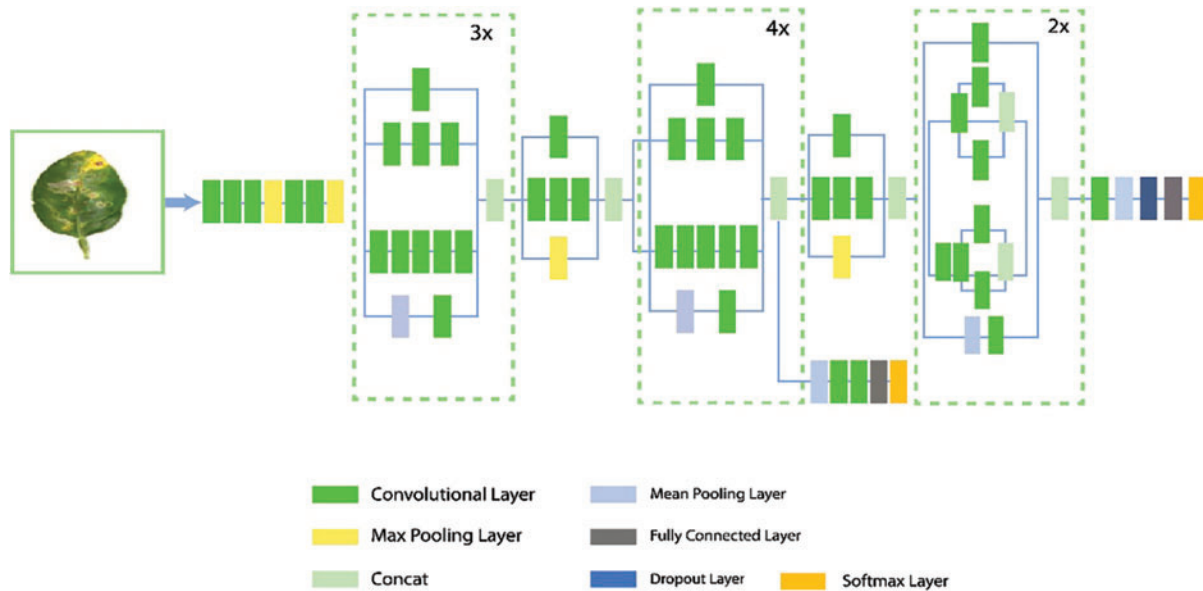 3x
4x
2x
Convolutional Layer
Mean Pooling Layer
Max Pooling Layer
Fully Connected Layer
Concat
Dropout Layer
Softmax Layer